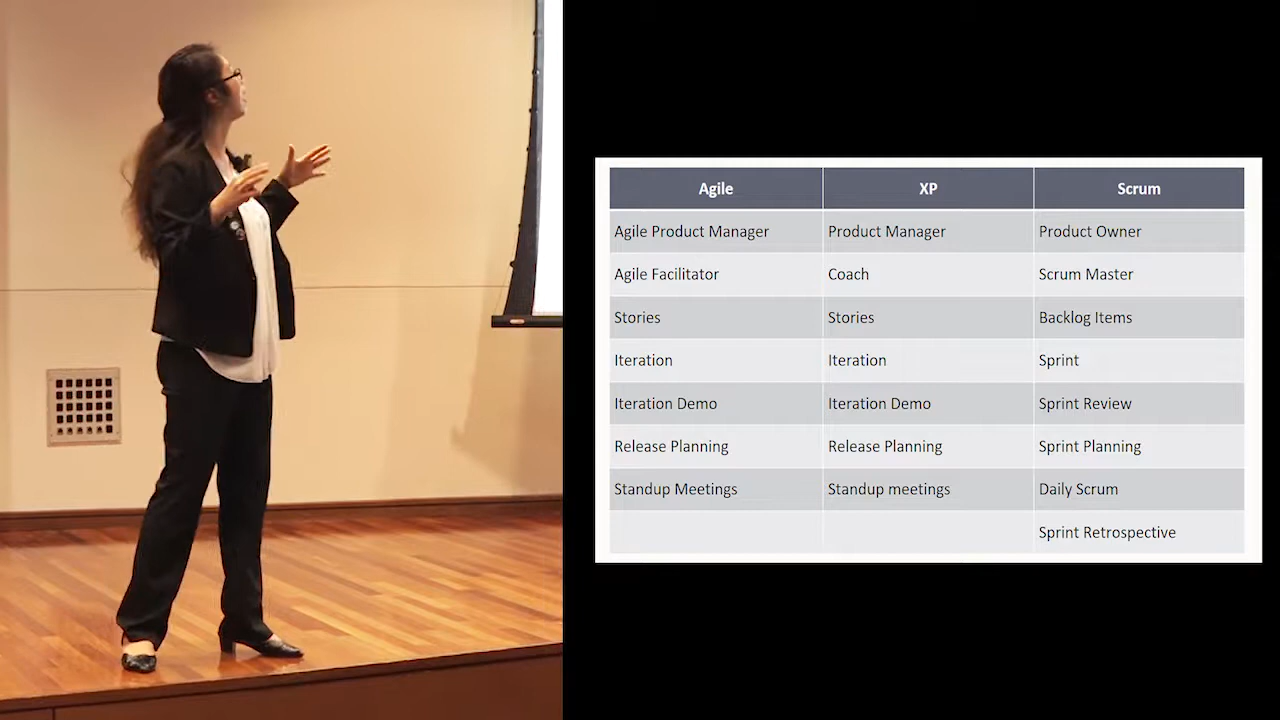 Agile XP Scrum
Agile Product Manager Product Manager Product Owner
Agile Facilitator Coach Scrum Master
Stories Stories Backlog Items
Iteration Iteration Sprint
Iteration Demo Iteration Demo Sprint Review
Release Planning Release Planning Sprint Planning
Standup Meetings Standup meetings Daily Scrum
Sprint Retrospective